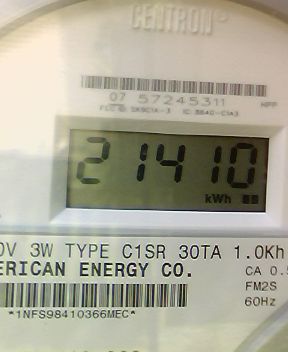 CENTRON
07 57245311
21410
kWh
0V 3W TYPE C1SR 30TA 1.0Kh
ERICAN ENERGY CO.
CA 0.5
FM2S
60Hz
*1NFS98410366MEC*